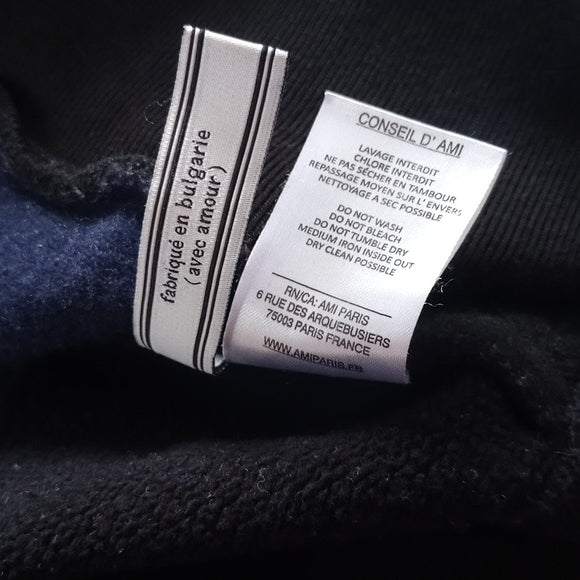 fabriqué en bulgarie
(avec amour)
CONSEIL D' AMI
LAVAGE INTERDIT
CHLORE INTERDIT
NE PAS SÉCHER EN TAMBOUR
REPASSAGE MOYEN SUR L' ENVERS
NETTOYAGE A SEC POSSIBLE
DO NOT WASH
DO NOT BLEACH
DO NOT TUMBLE DRY
MEDIUM IRON INSIDE OUT
DRY CLEAN POSSIBLE
RN/CA: AMI PARIS
6 RUE DES ARQUEBUSIERS
75003 PARIS FRANCE
WWW.AMIPARIS.FR